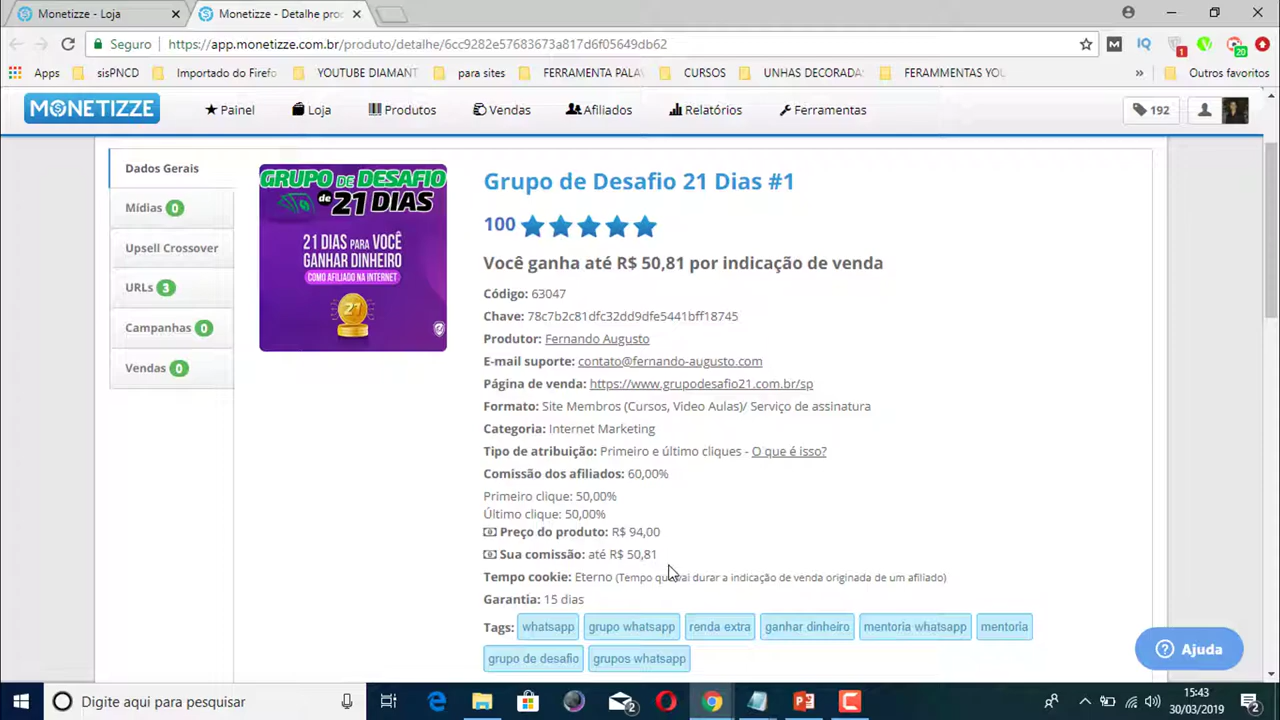 Monetizze - Loja
Monetizze - Detalhe pro
Seguro
https://app.monetizze.com.br/produto/detalhe/6cc9282e57683673a817d6f05649db62
Apps
sisPNCD
Importado do Firefo
YOUTUBE DIAMANT
para sites
FERRAMENTA PALA
CURSOS
UNHAS DECORADA
FERAMMENTAS YOU
»
Outros favoritos
MONETIZZE
Painel
Loja
Produtos
Vendas
Afiliados
Relatórios
Ferramentas
192
Dados Gerais
Mídias 0
Upsell Crossover
URLs 3
Campanhas 0
Vendas 0
GRUPO DE DESAFIO
de 21 DIAS
21 DIAS PARA VOCÊ
GANHAR DINHEIRO
COMO AFILIADO NA INTERNET
21
Grupo de Desafio 21 Dias #1
100
Você ganha até R$ 50,81 por indicação de venda
Código: 63047
Chave: 78c7b2c81dfc32dd9dfe5441bff18745
Produtor: Fernando Augusto
E-mail suporte: contato@fernando-augusto.com
Página de venda: https://www.grupodesafio21.com.br/sp
Formato: Site Membros (Cursos, Video Aulas)/ Serviço de assinatura
Categoria: Internet Marketing
Tipo de atribuição: Primeiro e último cliques - O que é isso?
Comissão dos afiliados: 60,00%
Primeiro clique: 50,00%
Último clique: 50,00%
Preço do produto: R$ 94,00
Sua comissão: até R$ 50,81
Tempo cookie: Eterno (Tempo que vai durar a indicação de venda originada de um afiliado)
Garantia: 15 dias
Tags: whatsapp grupo whatsapp renda extra ganhar dinheiro mentoria whatsapp mentoria
grupo de desafio grupos whatsapp
Ajuda
Digite aqui para pesquisar
15:43
30/03/2019